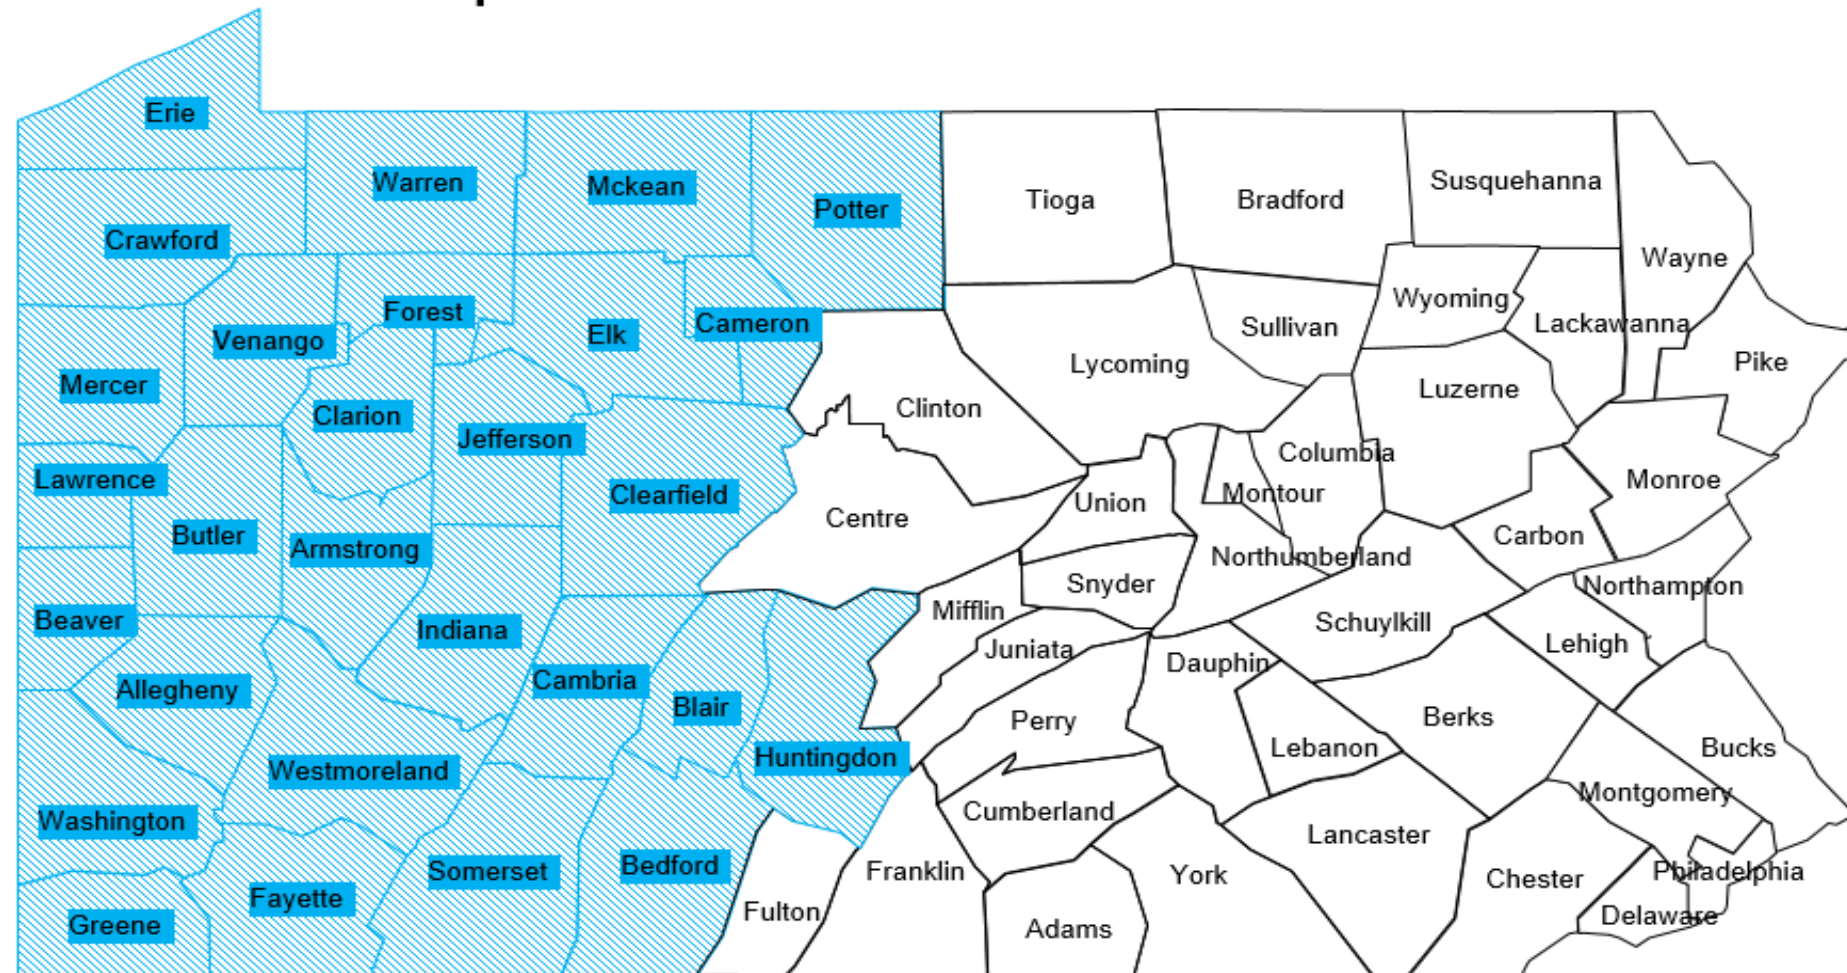 Erie
Warren
Mckean
Potter
Crawford
Tioga
Bradford
Susquehanna
Wayne
Venango
Forest
Elk
Cameron
Sullivan
Wyoming
Lackawanna
Mercer
Clarion
Jefferson
Clinton
Lycoming
Luzerne
Pike
Columbia
Lawrence
Clearfield
Centre
Union
Montour
Monroe
Butler
Armstrong
Northumberland
Carbon
Beaver
Indiana
Mifflin
Snyder
Schuylkill
Northampton
Lehigh
Juniata
Dauphin
Allegheny
Cambria
Blair
Perry
Lebanon
Berks
Bucks
Westmoreland
Huntingdon
Montgomery
Washington
Cumberland
Lancaster
Somerset
Bedford
Franklin
York
Chester
Philadelphia
Greene
Fayette
Fulton
Adams
Delaware